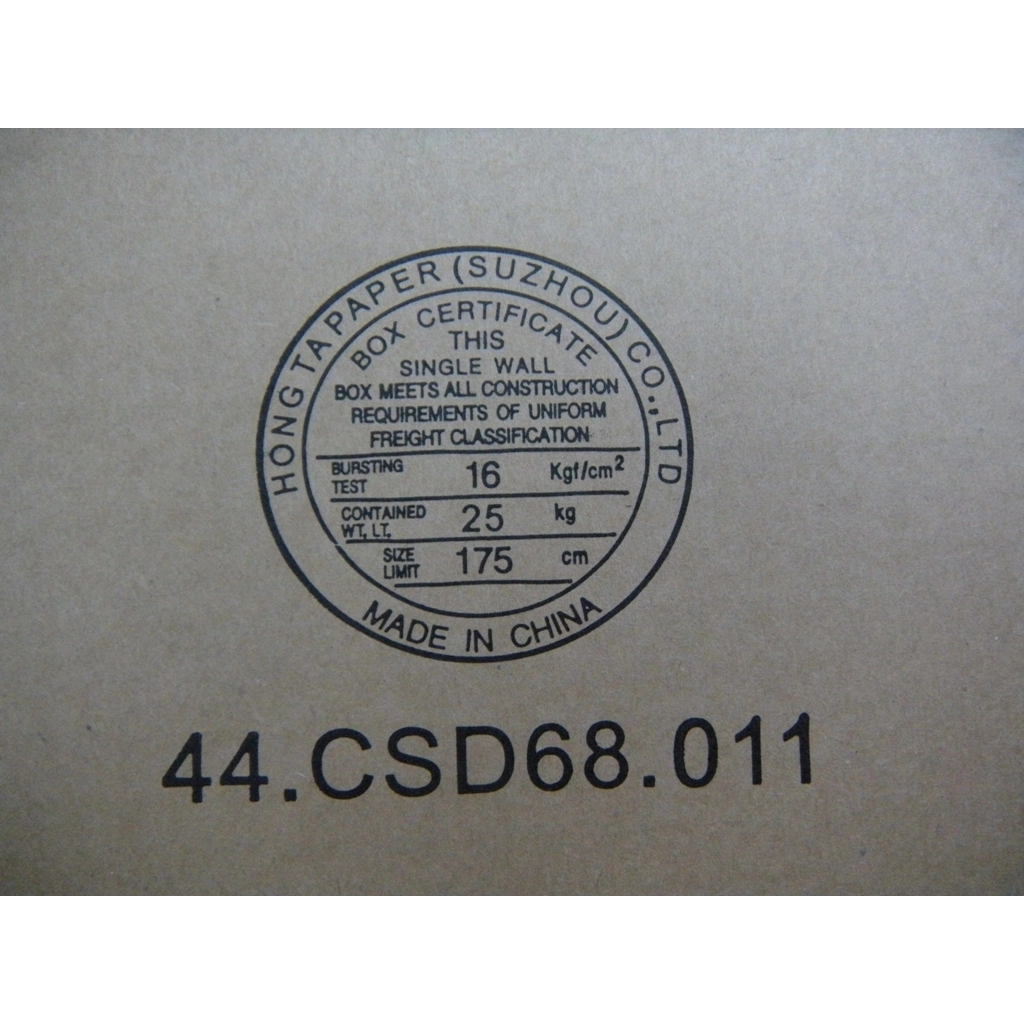 HONG TA PAPER (SUZHOU) CO.,LTD
BOX CERTIFICATE
THIS
SINGLE WALL
BOX MEETS ALL CONSTRUCTION
REQUIREMENTS OF UNIFORM
FREIGHT CLASSIFICATION
BURSTING TEST 16 Kgf/cm²
CONTAINED WT, LT, 25 kg
SIZE LIMIT 175 cm
MADE IN CHINA
44.CSD68.011